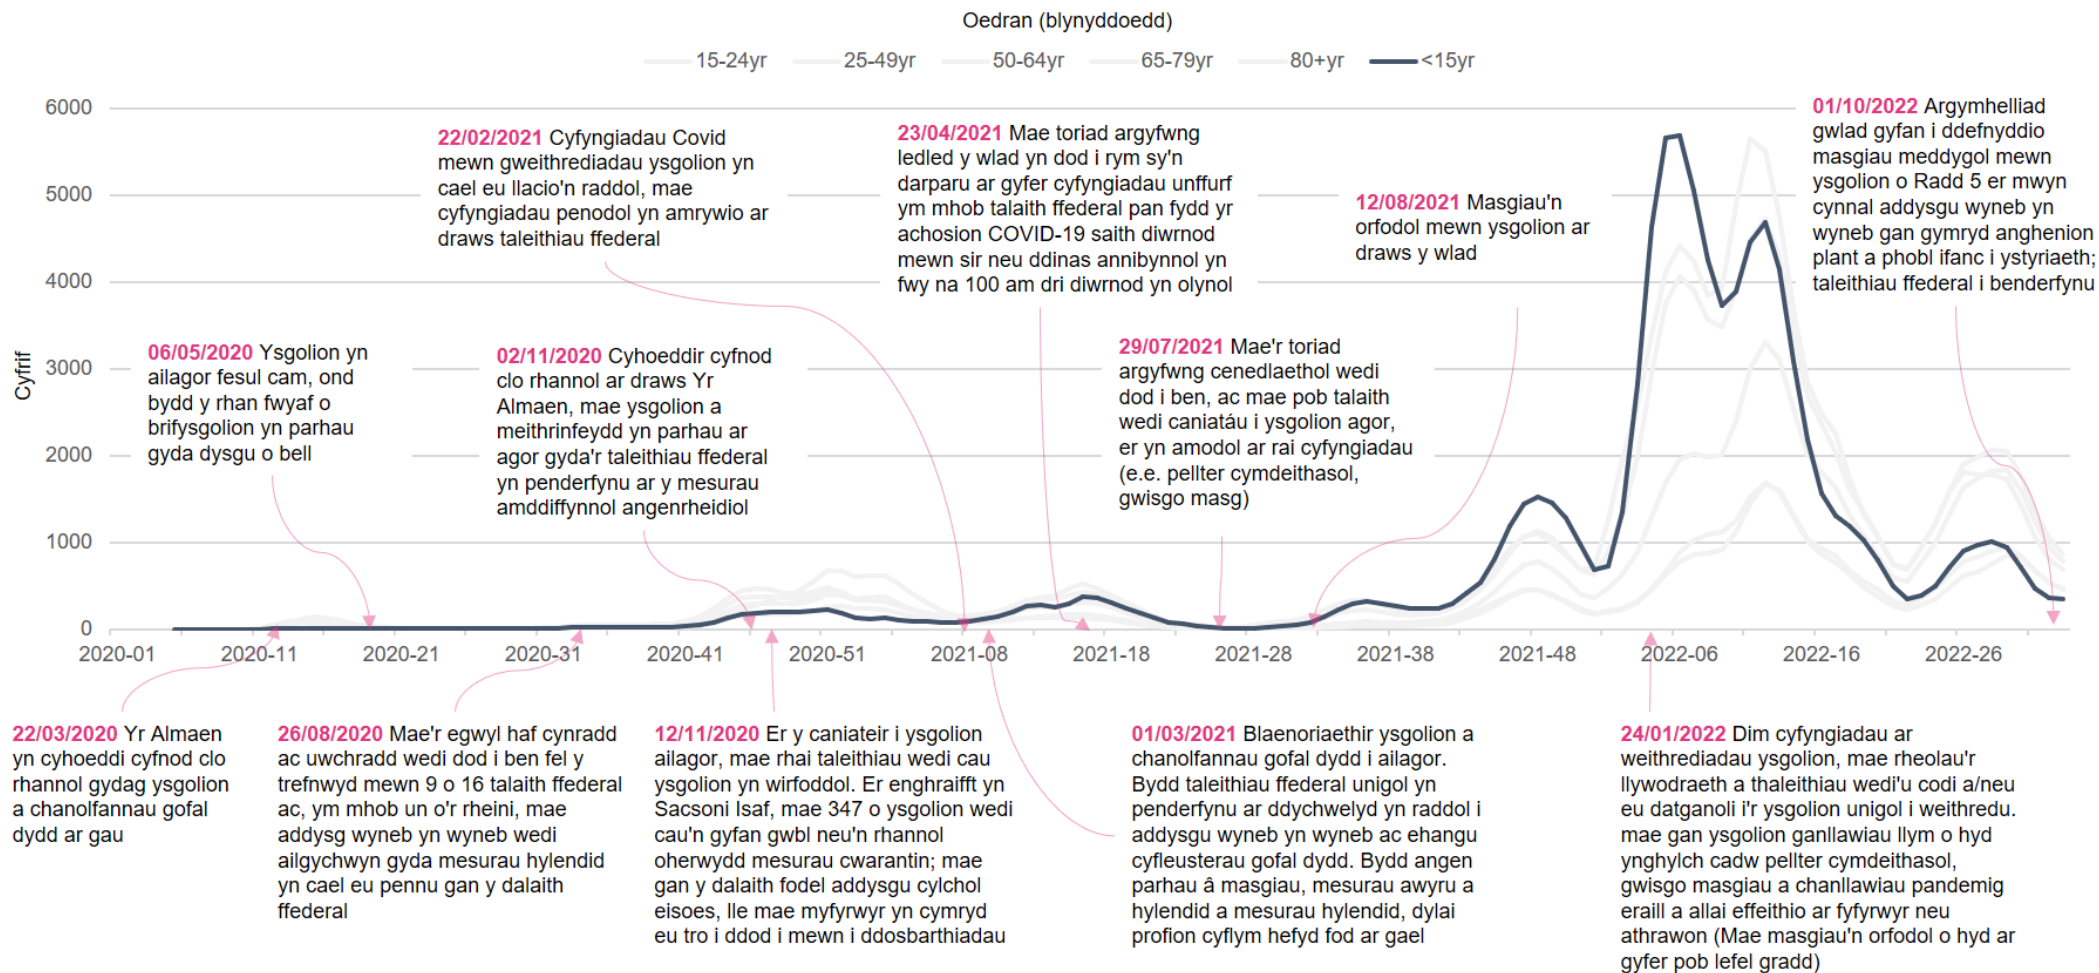 Oedran (blynyddoedd)
15-24yr 25-49yr 50-64yr 65-79yr 80+yr <15yr
Cyfrif
6000
5000
4000
3000
2000
1000
0
22/02/2021 Cyfyngiadau Covid
mewn gweithrediadau ysgolion yn
cael eu llacio'n raddol, mae
cyfyngiadau penodol yn amrywio ar
draws taleithiau ffederal
23/04/2021 Mae toriad argyfwng
ledled y wlad yn dod i rym sy'n
darparu ar gyfer cyfyngiadau unffurf
ym mhob talaith ffederal pan fydd yr
achosion COVID-19 saith diwrnod
mewn sir neu ddinas annibynnol yn
fwy na 100 am dri diwrnod yn olynol
12/08/2021 Masgiau'n
orfodol mewn ysgolion ar
draws y wlad
01/10/2022 Argymhelliad
gwlad gyfan i ddefnyddio
masgiau meddygol mewn
ysgolion o Radd 5 er mwyn
cynnal addysgu wyneb yn
wyneb gan gymryd anghenion
plant a phobl ifanc i ystyriaeth;
taleithiau ffederal i benderfynu
06/05/2020 Ysgolion yn
ailagor fesul cam, ond
bydd y rhan fwyaf o
brifysgolion yn parhau
gyda dysgu o bell
02/11/2020 Cyhoeddir cyfnod
clo rhannol ar draws Yr
Almaen, mae ysgolion a
meithrinfeydd yn parhau ar
agor gyda'r taleithiau ffederal
yn penderfynu ar y mesurau
amddiffynnol angenrheidiol
29/07/2021 Mae'r toriad
argyfwng cenedlaethol wedi
dod i ben, ac mae pob talaith
wedi caniatáu i ysgolion agor,
er yn amodol ar rai cyfyngiadau
(e.e. pellter cymdeithasol,
gwisgo masg)
2020-01 2020-11 2020-21 2020-31 2020-41 2020-51 2021-08 2021-18 2021-28 2021-38 2021-48 2022-06 2022-16 2022-26
22/03/2020 Yr Almaen
yn cyhoeddi cyfnod clo
rhannol gydag ysgolion
a chanolfannau gofal
dydd ar gau
26/08/2020 Mae'r egwyl haf cynradd
ac uwchradd wedi dod i ben fel y
trefnwyd mewn 9 o 16 talaith ffederal
ac, ym mhob un o'r rheini, mae
addysg wyneb yn wyneb wedi
ailgychwyn gyda mesurau hylendid
yn cael eu pennu gan y dalaith
ffederal
12/11/2020 Er y caniateir i ysgolion
ailagor, mae rhai taleithiau wedi cau
ysgolion yn wirfoddol. Er enghraifft yn
Sacsoni Isaf, mae 347 o ysgolion wedi
cau'n gyfan gwbl neu'n rhannol
oherwydd mesurau cwarantin; mae
gan y dalaith fodel addysgu cylchol
eisoes, lle mae myfyrwyr yn cymryd
eu tro i ddod i mewn i ddosbarthiadau
01/03/2021 Blaenoriaethir ysgolion a
chanolfannau gofal dydd i ailagor.
Bydd taleithiau ffederal unigol yn
penderfynu ar ddychwelyd yn raddol i
addysgu wyneb yn wyneb ac ehangu
cyfleusterau gofal dydd. Bydd angen
parhau â masgiau, mesurau awyru a
hylendid a mesurau hylendid, dylai
profion cyflym hefyd fod ar gael
24/01/2022 Dim cyfyngiadau ar
weithrediadau ysgolion, mae rheolau'r
llywodraeth a thaleithiau wedi'u codi a/neu
eu datganoli i'r ysgolion unigol i weithredu.
mae gan ysgolion ganllawiau llym o hyd
ynghylch cadw pellter cymdeithasol,
gwisgo masgiau a chanllawiau pandemig
eraill a allai effeithio ar fyfyrwyr neu
athrawon (Mae masgiau'n orfodol o hyd ar
gyfer pob lefel gradd)